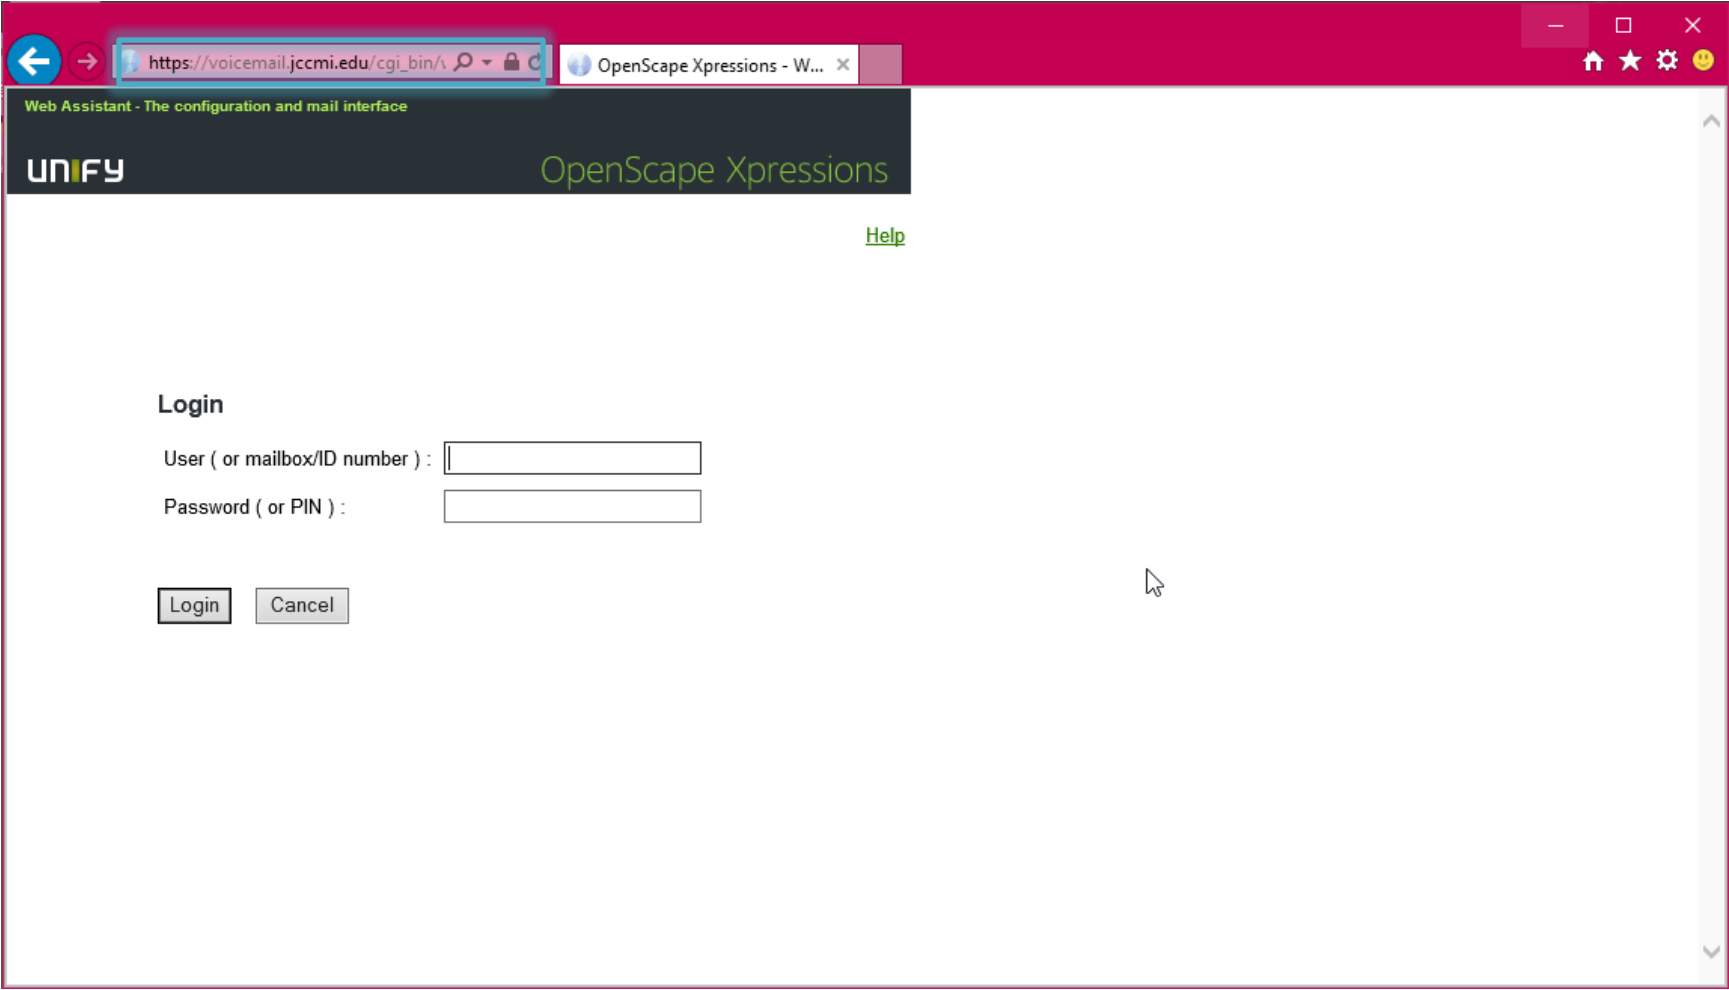 https://voicemail.jccmi.edu/cgi_bin/
OpenScape Xpressions - W...
Web Assistant - The configuration and mail interface
UNIFY
OpenScape Xpressions
Help
Login
User ( or mailbox/ID number ) :
Password ( or PIN ) :
Login
Cancel